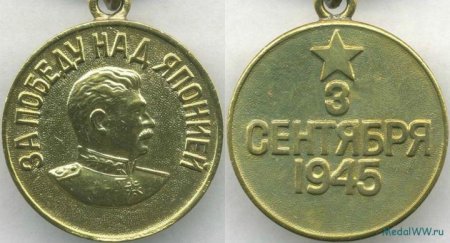 ЗА ПОБЕДУ НАД ЯПОНИЕЙ
3
СЕНТЯБРЯ
1945
MedalWW.ru